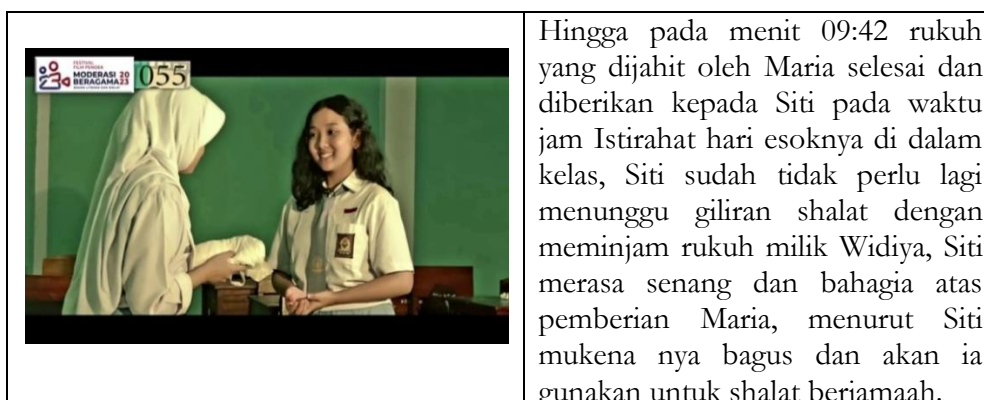 FESTIVAL
FILM PENDEK
MODERASI 20
BERAGAMA 23
055
Hingga pada menit 09:42 rukuh
yang dijahit oleh Maria selesai dan
diberikan kepada Siti pada waktu
jam Istirahat hari esoknya di dalam
kelas, Siti sudah tidak perlu lagi
menunggu giliran shalat dengan
meminjam rukuh milik Widiya, Siti
merasa senang dan bahagia atas
pemberian Maria, menurut Siti
mukena nya bagus dan akan ia
gunakan untuk shalat berjamaah.